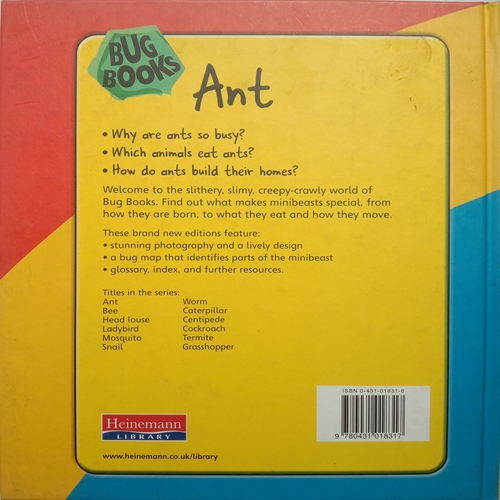 BUG
BOOKS
Ant
• Why are ants so busy?
• Which animals eat ants?
• How do ants build their homes?
Welcome to the slithery, slimy, creepy-crawly world of
Bug Books. Find out what makes minibeasts special, from
how they are born, to what they eat and how they move.
These brand new editions feature:
• stunning photography and a lively design
• a bug map that identifies parts of the minibeast
• glossary, index, and further resources.
Titles in the series:
Ant Worm
Bee Caterpillar
Head louse Centipede
Ladybird Cockroach
Mosquito Termite
Snail Grasshopper
ISBN 0-431-01831-8
9 780431 018317
Heinemann
LIBRARY
www.heinemann.co.uk/library